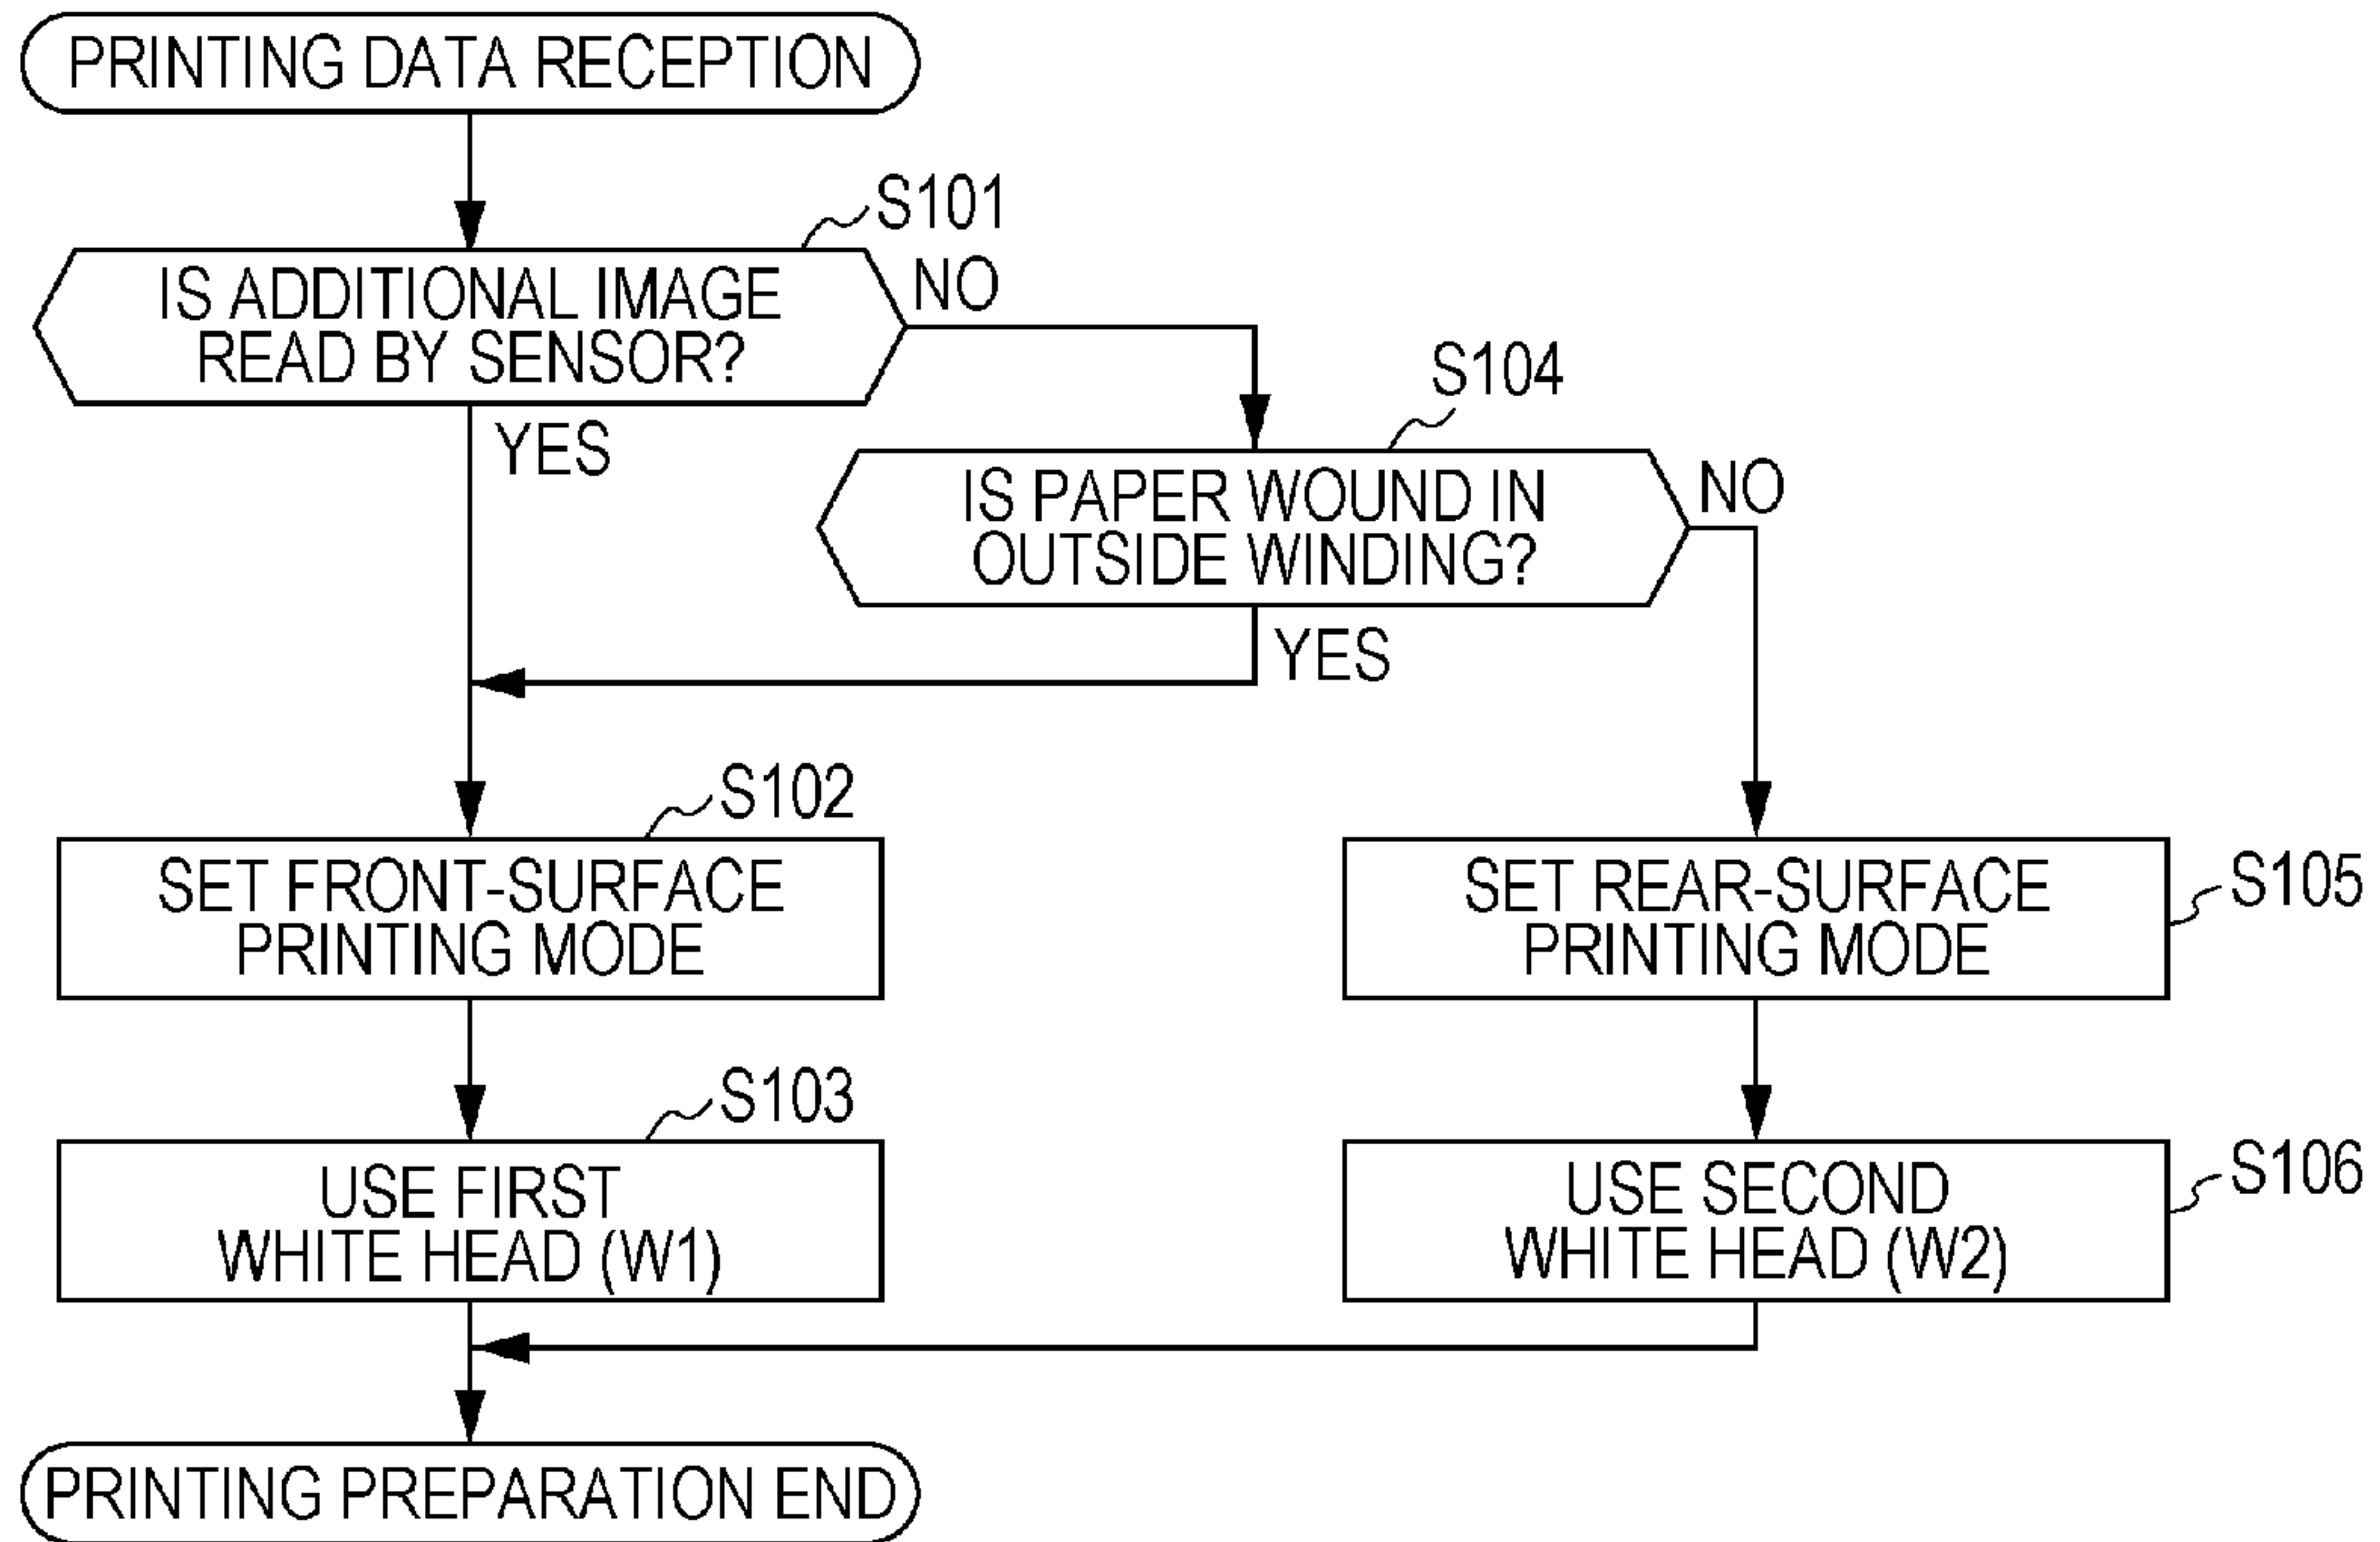 PRINTING DATA RECEPTION
S101
IS ADDITIONAL IMAGE
READ BY SENSOR?
NO
YES
S104
IS PAPER WOUND IN
OUTSIDE WINDING?
NO
YES
S102
SET FRONT-SURFACE
PRINTING MODE
SET REAR-SURFACE
PRINTING MODE
S105
S103
USE FIRST
WHITE HEAD (W1)
USE SECOND
WHITE HEAD (W2)
S106
PRINTING PREPARATION END